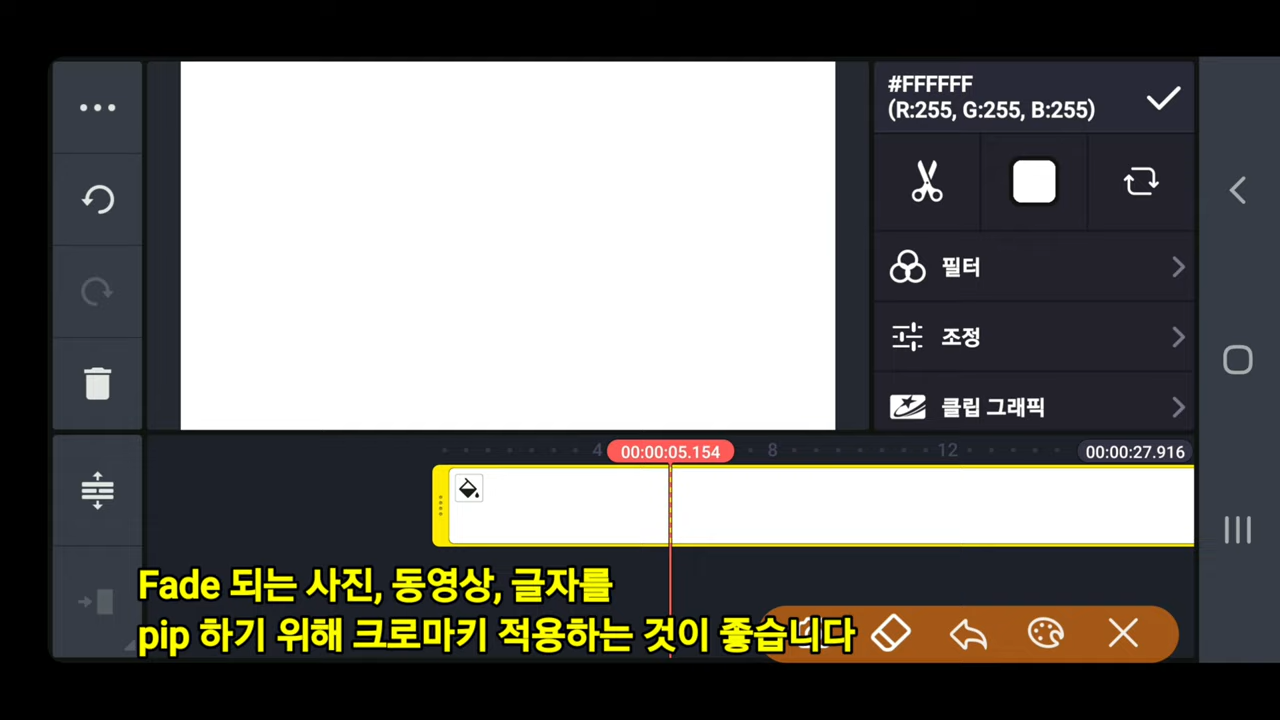 #FFFFFF
(R:255, G:255, B:255)
필터
조정
클립 그래픽
4
00:00:05.154
8
12
00:00:27.916
Fade 되는 사진, 동영상, 글자를
pip 하기 위해 크로마키 적용하는 것이 좋습니다